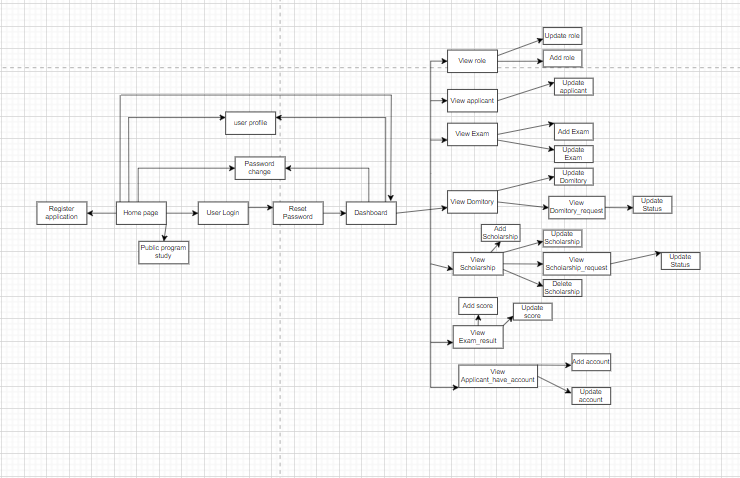 Update role
View role
Add role
Update
applicant
View applicant
user profile
View Exam
Add Exam
Update
Exam
Password
change
Update
Domitory
Register
application
Home page
User Login
Reset
Password
Dashboard
View Domitory
View
Domitory_request
Update
Status
Public program
study
Add
Scholarship
Update
Scholarship
View
Scholarship
View
Scholarship_request
Update
Status
Delete
Scholarship
Add score
Update
score
View
Exam_result
Add account
View
Applicant_have_account
Update
account